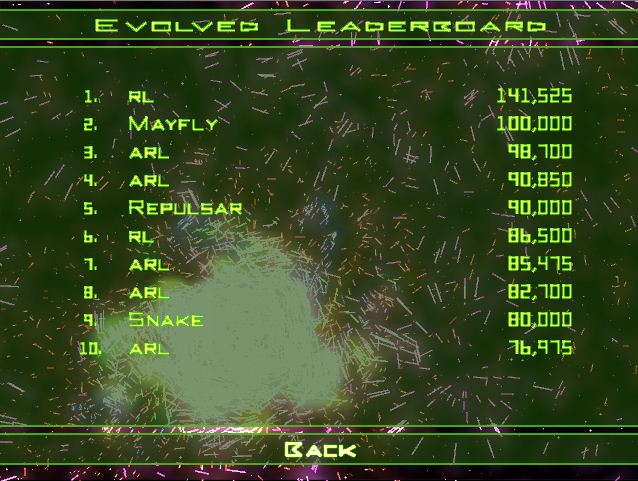 Evolved Leaderboard
1. RL 141,525
2. Mayfly 100,000
3. ARL 98,700
4. ARL 90,850
5. Repulsar 90,000
6. RL 86,500
7. ARL 85,475
8. ARL 82,700
9. Snake 80,000
10. ARL 76,975
Back